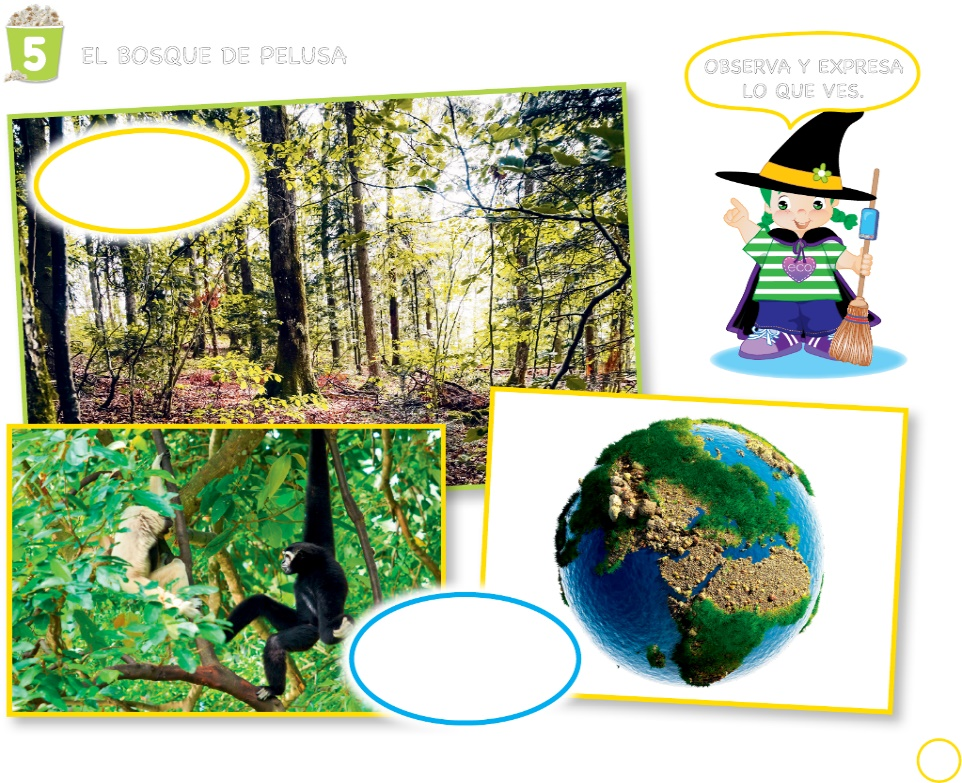 5
EL BOSQUE DE PELUSA
OBSERVA Y EXPRESA
LO QUE VES.
eco